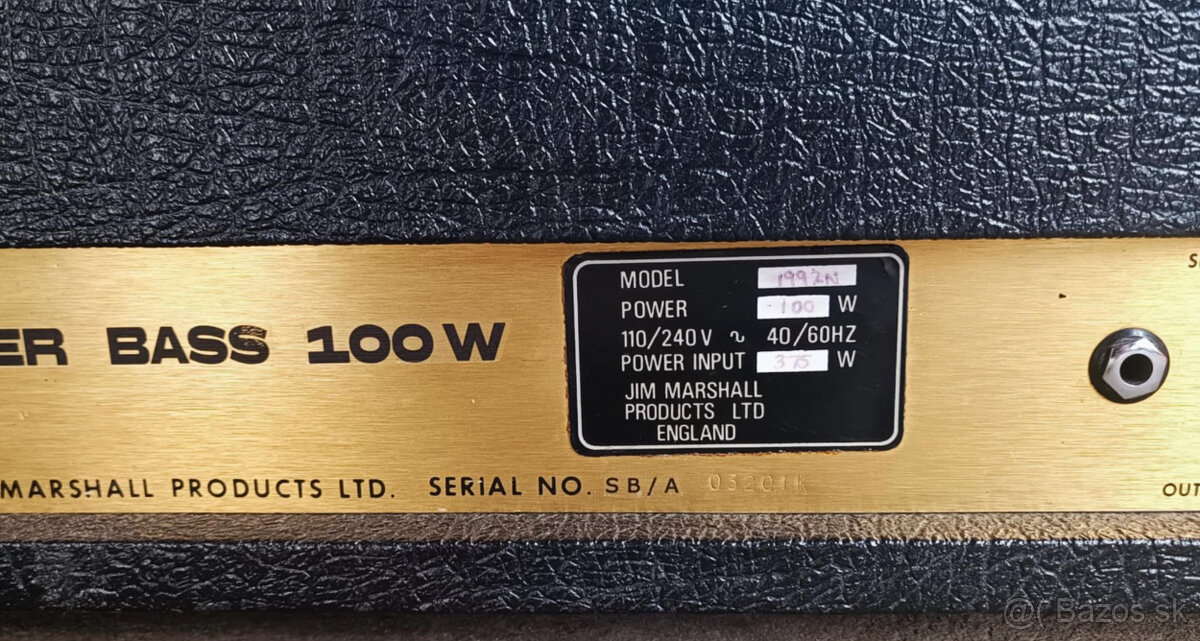 ER BASS 100W
MODEL 1992N
POWER 100 W
110/240V ~ 40/60HZ
POWER INPUT 375 W
JIM MARSHALL
PRODUCTS LTD
ENGLAND
MARSHALL PRODUCTS LTD. SERIAL NO. SB/A 03201K
OUT
@( Bazos.sk